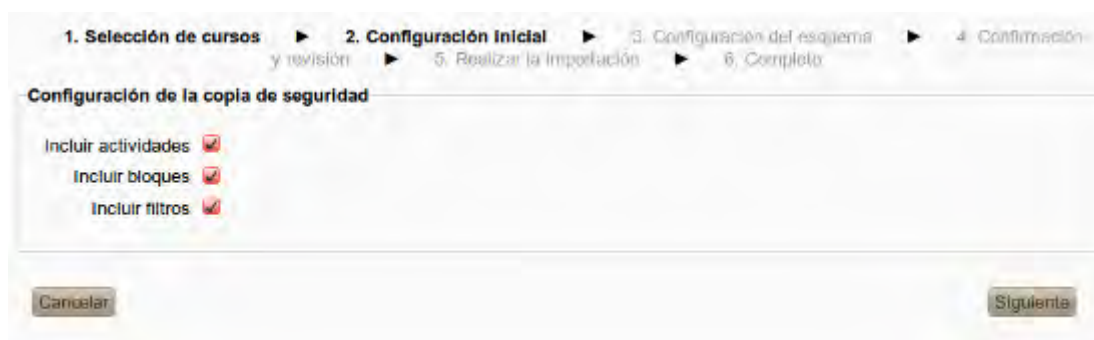 1. Selección de cursos ► 2. Configuración inicial ► 3. Configuración del esquema ► 4. Confirmación
y revisión ► 5. Realizar la importación ► 6. Completo
Configuración de la copia de seguridad
Incluir actividades
Incluir bloques
Incluir filtros
Cancelar
Siguiente